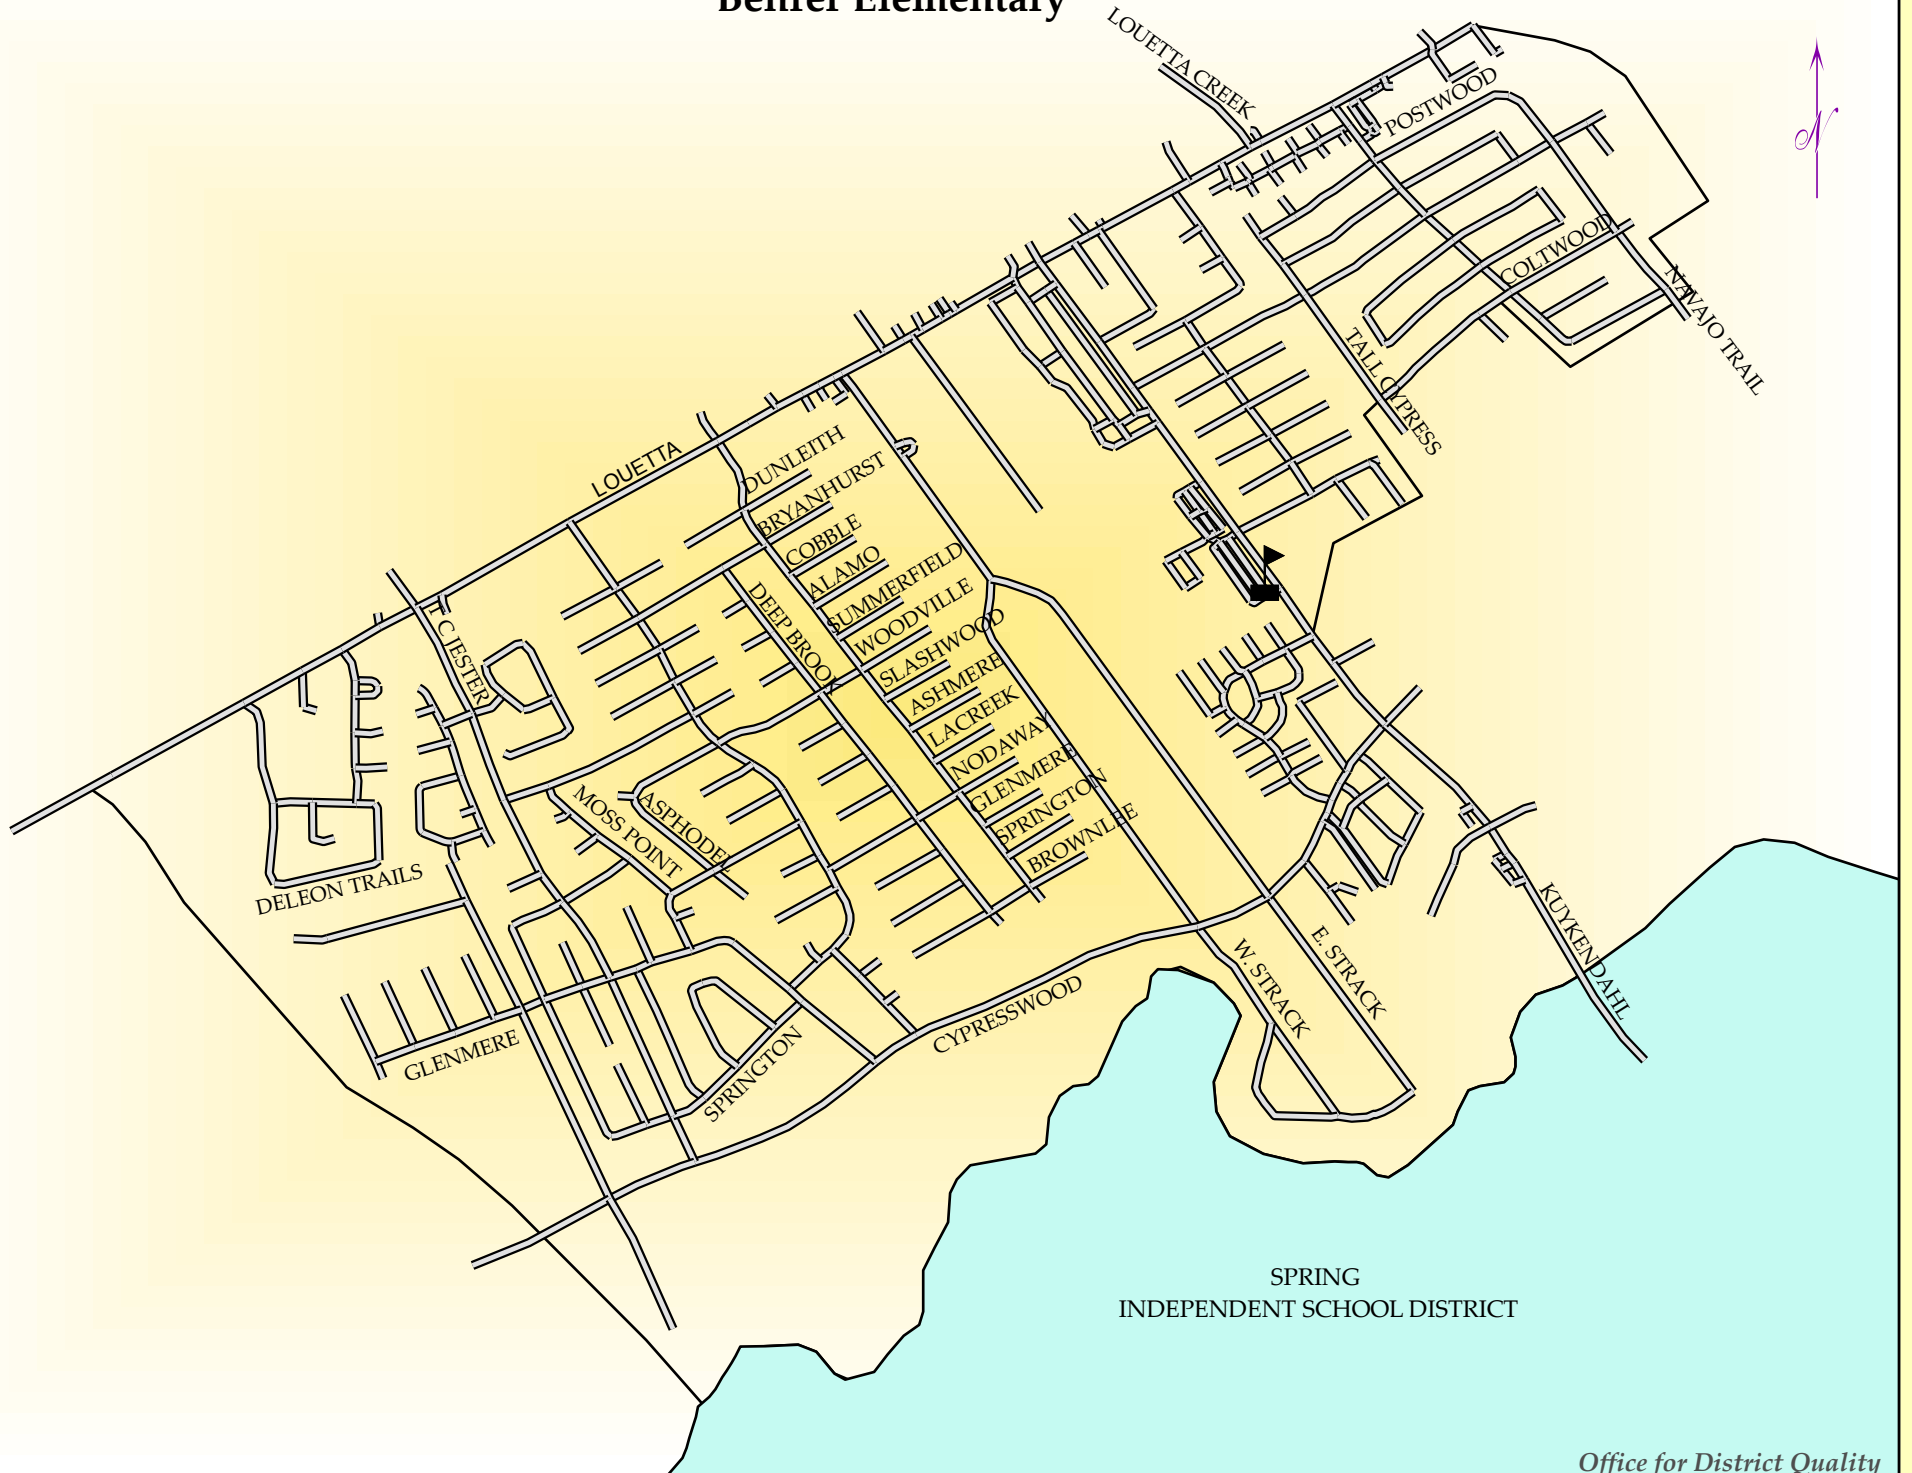 Benfer Elementary
LOUETTA CREEK
POSTWOOD
N
COLTWOOD
NAVAJO TRAIL
TALL CYPRESS
LOUETTA
DUNLEITH
BRYANHURST
COBBLE
ALAMO
SUMMERFIELD
WOODVILLE
SLASHWOOD
ASHMERE
LACREEK
NODAWAY
GLENMERE
SPRINGTON
BROWNLEE
DEEP BROOK
T C JESTER
MOSS POINT
ASPHODEL
DELEON TRAILS
GLENMERE
SPRINGTON
CYPRESSWOOD
W. STRACK
E. STRACK
KUYKENDAHL
SPRING
INDEPENDENT SCHOOL DISTRICT
Office for District Quality